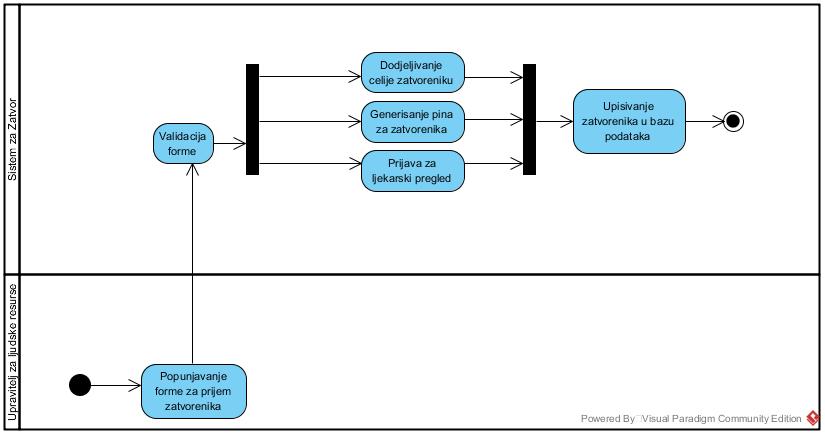 Sistem za Zatvor
Dodjeljivanje
celije zatvoreniku
Generisanje pina
za zatvorenika
Prijava za
ljekarski pregled
Validacija
forme
Upisivanje
zatvorenika u bazu
podataka
Upravitelj za ljudske resurse
Popunjavanje
forme za prijem
zatvorenika
Powered By Visual Paradigm Community Edition